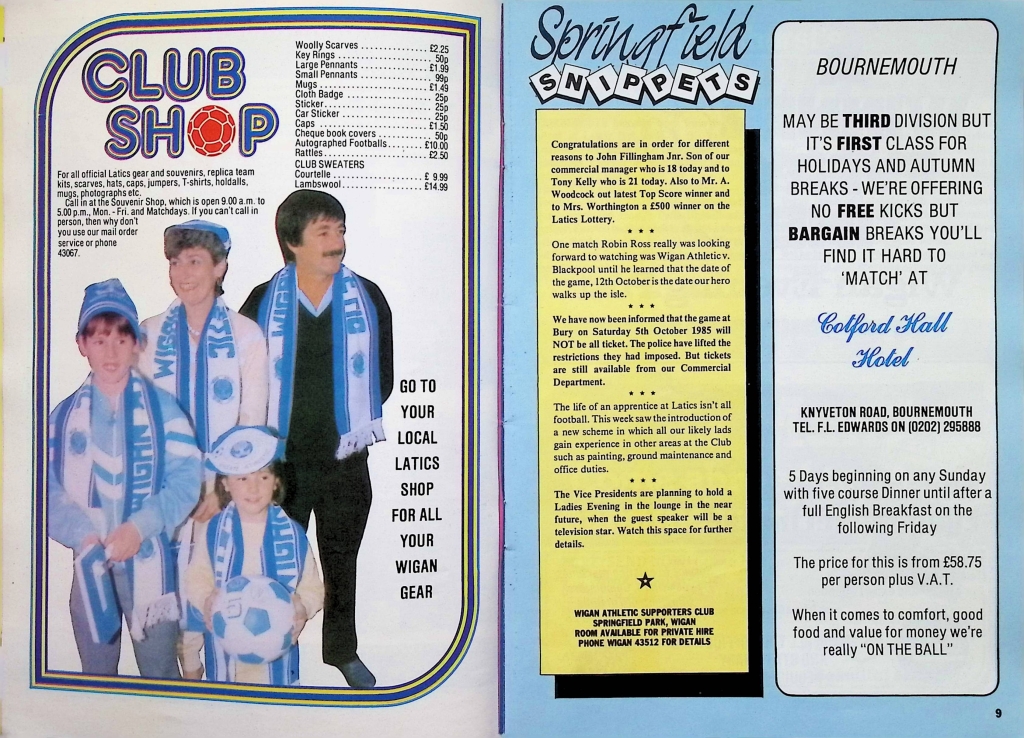 CLUB
SHOP
Woolly Scarves .................. £2.25
Key Rings .................. 50p
Large Pennants .................. £1.99
Small Pennants .................. 99p
Mugs .................. £1.49
Cloth Badge .................. 25p
Sticker .................. 25p
Car Sticker .................. 25p
Caps .................. £1.50
Cheque book covers .................. 50p
Autographed Footballs .................. £10.00
Rattles .................. £2.50
CLUB SWEATERS
Courtelle .................. £ 9.99
Lambswool .................. £14.99
For all official Latics gear and souvenirs, replica team
kits, scarves, hats, caps, jumpers, T-shirts, holdalls,
mugs, photographs etc.
Call in at the Souvenir Shop, which is open 9.00 a.m. to
5.00 p.m., Mon. - Fri. and Matchdays. If you can't call in
person, then why don't
you use our mail order
service or phone
43067.
WIGAN
WIGAN
WIGAN
GO TO
YOUR
LOCAL
LATICS
SHOP
FOR ALL
YOUR
WIGAN
GEAR
Springfield
SNIPPETS
Congratulations are in order for different
reasons to John Fillingham Jnr. Son of our
commercial manager who is 18 today and to
Tony Kelly who is 21 today. Also to Mr. A.
Woodcock out latest Top Score winner and
to Mrs. Worthington a £500 winner on the
Latics Lottery.
* * *
One match Robin Ross really was looking
forward to watching was Wigan Athletic v.
Blackpool until he learned that the date of
the game, 12th October is the date our hero
walks up the isle.
* * *
We have now been informed that the game at
Bury on Saturday 5th October 1985 will
NOT be all ticket. The police have lifted the
restrictions they had imposed. But tickets
are still available from our Commercial
Department.
* * *
The life of an apprentice at Latics isn't all
football. This week saw the introduction of
a new scheme in which all our likely lads
gain experience in other areas at the Club
such as painting, ground maintenance and
office duties.
* * *
The Vice Presidents are planning to hold a
Ladies Evening in the lounge in the near
future, when the guest speaker will be a
television star. Watch this space for further
details.
WIGAN ATHLETIC SUPPORTERS CLUB
SPRINGFIELD PARK, WIGAN
ROOM AVAILABLE FOR PRIVATE HIRE
PHONE WIGAN 43512 FOR DETAILS
BOURNEMOUTH
MAY BE THIRD DIVISION BUT
IT'S FIRST CLASS FOR
HOLIDAYS AND AUTUMN
BREAKS - WE'RE OFFERING
NO FREE KICKS BUT
BARGAIN BREAKS YOU'LL
FIND IT HARD TO
'MATCH' AT
Colford Hall
Hotel
KNYVETON ROAD, BOURNEMOUTH
TEL. F.L. EDWARDS ON (0202) 295888
5 Days beginning on any Sunday
with five course Dinner until after a
full English Breakfast on the
following Friday
The price for this is from £58.75
per person plus V.A.T.
When it comes to comfort, good
food and value for money we're
really "ON THE BALL"
9